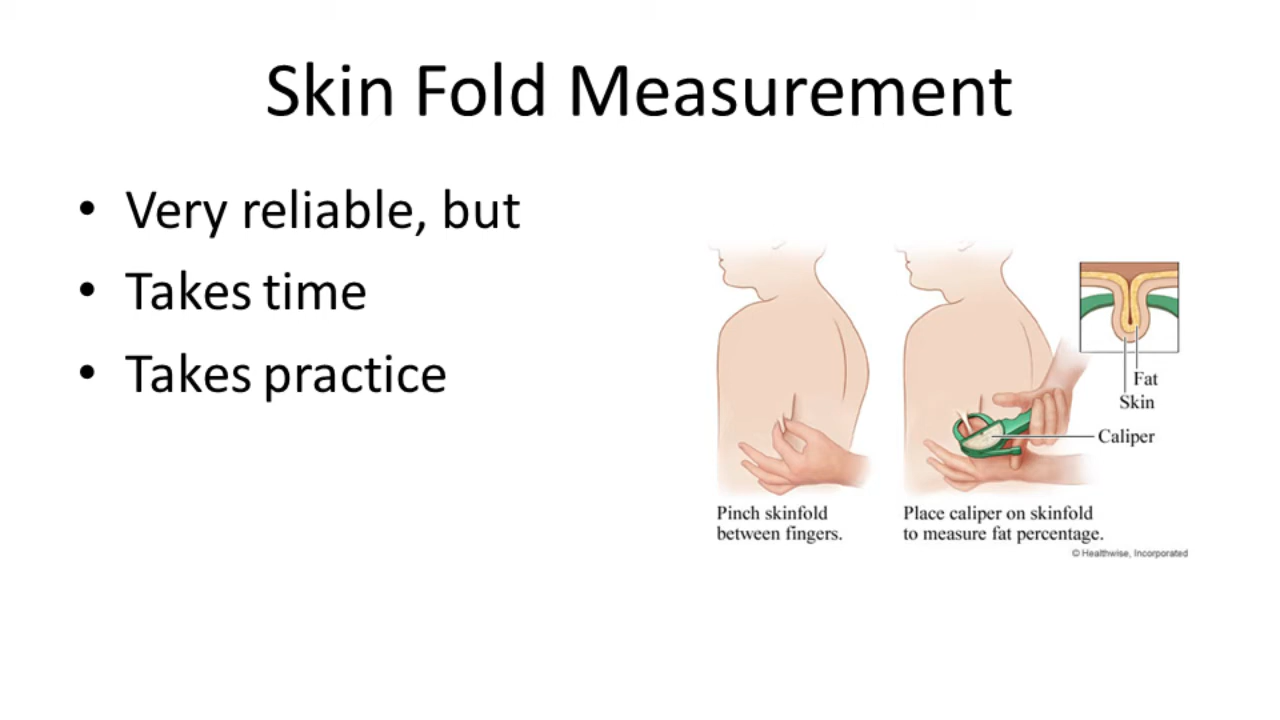 Skin Fold Measurement
• Very reliable, but
• Takes time
• Takes practice
Fat
Skin
Caliper
Pinch skinfold
between fingers.
Place caliper on skinfold
to measure fat percentage.
© Healthwise, Incorporated